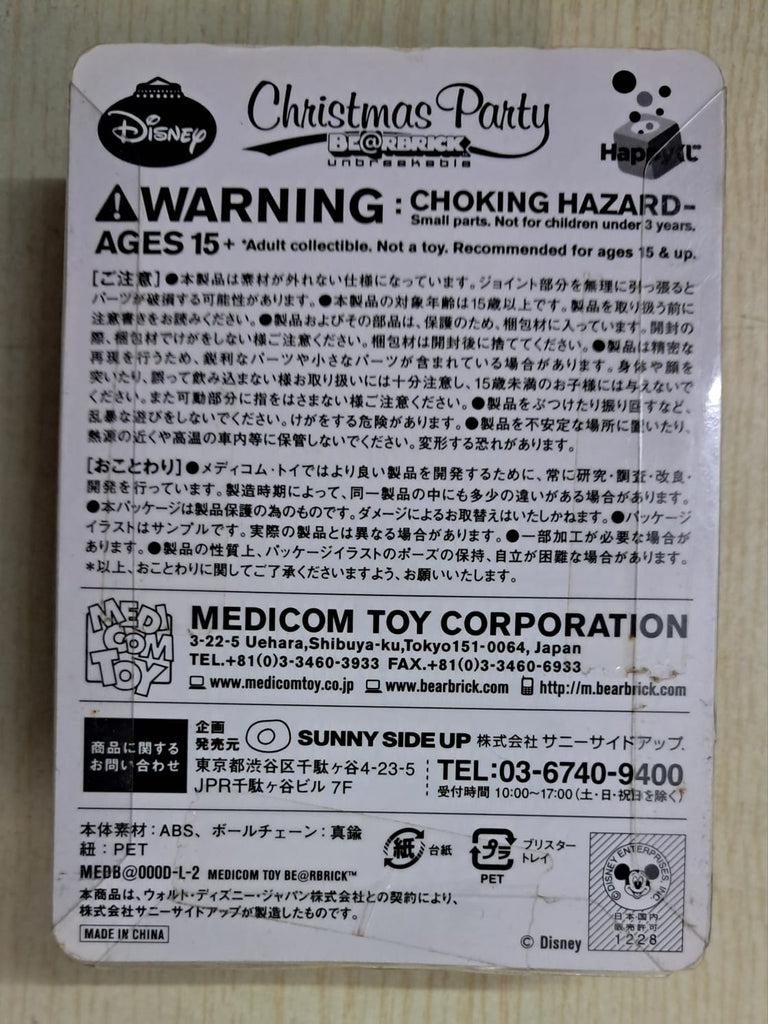 Disney
Christmas Party
BE@RBRICK
unbreakable
Happyくじ
WARNING : CHOKING HAZARD-
Small parts. Not for children under 3 years.
AGES 15+ *Adult collectible. Not a toy. Recommended for ages 15 & up.
[ご注意]●本製品は素材が外れない仕様になっています。ジョイント部分を無理に引っ張ると
パーツが破損する可能性があります。●本製品の対象年齢は15歳以上です。製品を取り扱う前に
注意書きをお読みください。●製品およびその部品は、保護のため、梱包材に入っています。開封の
際、梱包材でけがをしない様ご注意ください。梱包材は開封後に捨ててください。●製品は精密な
再現を行うため、鋭利なパーツや小さなパーツが含まれている場合があります。身体や顔を
突いたり、誤って飲み込まない様お取り扱いには十分注意し、15歳未満のお子様には与えないで
ください。また可動部分に指をはさまない様ご注意ください。●製品をぶつけたり振り回すなど、
乱暴な遊びをしないでください。けがをする危険があります。●製品を不安定な場所に置いたり、
熱源の近くや高温の車内等に保管しないでください。変形する恐れがあります。
[おことわり]●メディコム・トイではより良い製品を開発するために、常に研究・調査・改良・
開発を行っています。製造時期によって、同一製品の中にも多少の違いがある場合があります。
●本パッケージは製品保護の為のものです。ダメージによるお取替えはいたしかねます。●パッケージ
イラストはサンプルです。実際の製品とは異なる場合があります。●一部加工が必要な場合が
あります。●製品の性質上、パッケージイラストのポーズの保持、自立が困難な場合があります。
*以上、おことわりに関してご了承くださいますよう、お願いいたします。
MEDI
COM
TOY
MEDICOM TOY CORPORATION
3-22-5 Uehara,Shibuya-ku,Tokyo151-0064, Japan
TEL.+81(0)3-3460-3933 FAX.+81(0)3-3460-6933
www.medicomtoy.co.jp www.bearbrick.com http://m.bearbrick.com
商品に関する
お問い合わせ
企画
発売元
SUNNY SIDE UP 株式会社 サニーサイドアップ
東京都渋谷区千駄ヶ谷4-23-5
JPR千駄ヶ谷ビル 7F
TEL:03-6740-9400
受付時間 10:00~17:00(土・日・祝日を除く)
本体素材:ABS、ボールチェーン:真鍮
紐:PET
紙 台紙
プラ
PET
ブリスター
トレイ
MEDB@000D-L-2 MEDICOM TOY BE@RBRICK™
本商品は、ウォルト・ディズニー・ジャパン株式会社との契約により、
株式会社サニーサイドアップが製造したものです。
MADE IN CHINA
© Disney
©DISNEY ENTERPRISES, INC.
日本国内
販売許可
1228